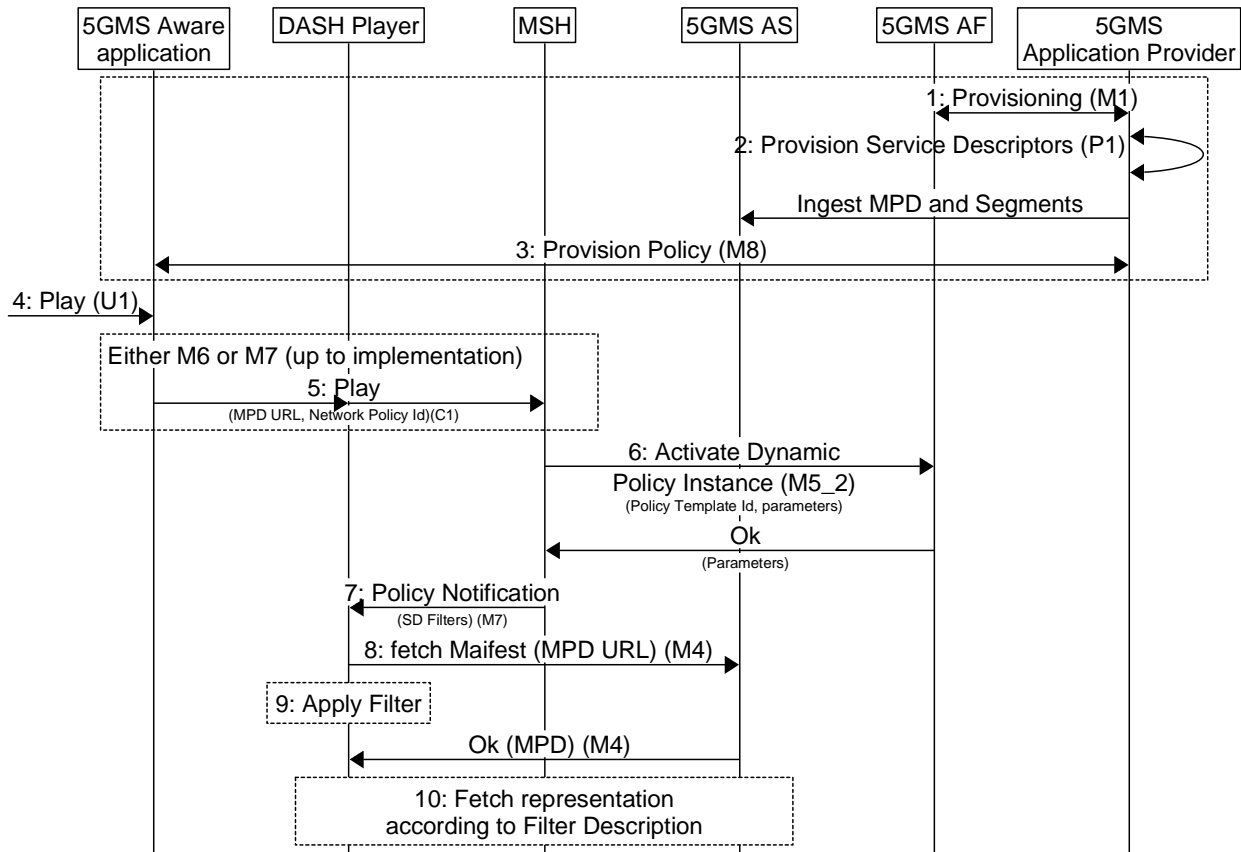 5GMS Aware
application
DASH Player
MSH
5GMS AS
5GMS AF
5GMS
Application Provider
1: Provisioning (M1)
2: Provision Service Descriptors (P1)
Ingest MPD and Segments
3: Provision Policy (M8)
4: Play (U1)
Either M6 or M7 (up to implementation)
5: Play
(MPD URL, Network Policy Id)(C1)
6: Activate Dynamic
Policy Instance (M5_2)
(Policy Template Id, parameters)
Ok
(Parameters)
7: Policy Notification
(SD Filters) (M7)
8: fetch Maifest (MPD URL) (M4)
9: Apply Filter
Ok (MPD) (M4)
10: Fetch representation
according to Filter Description